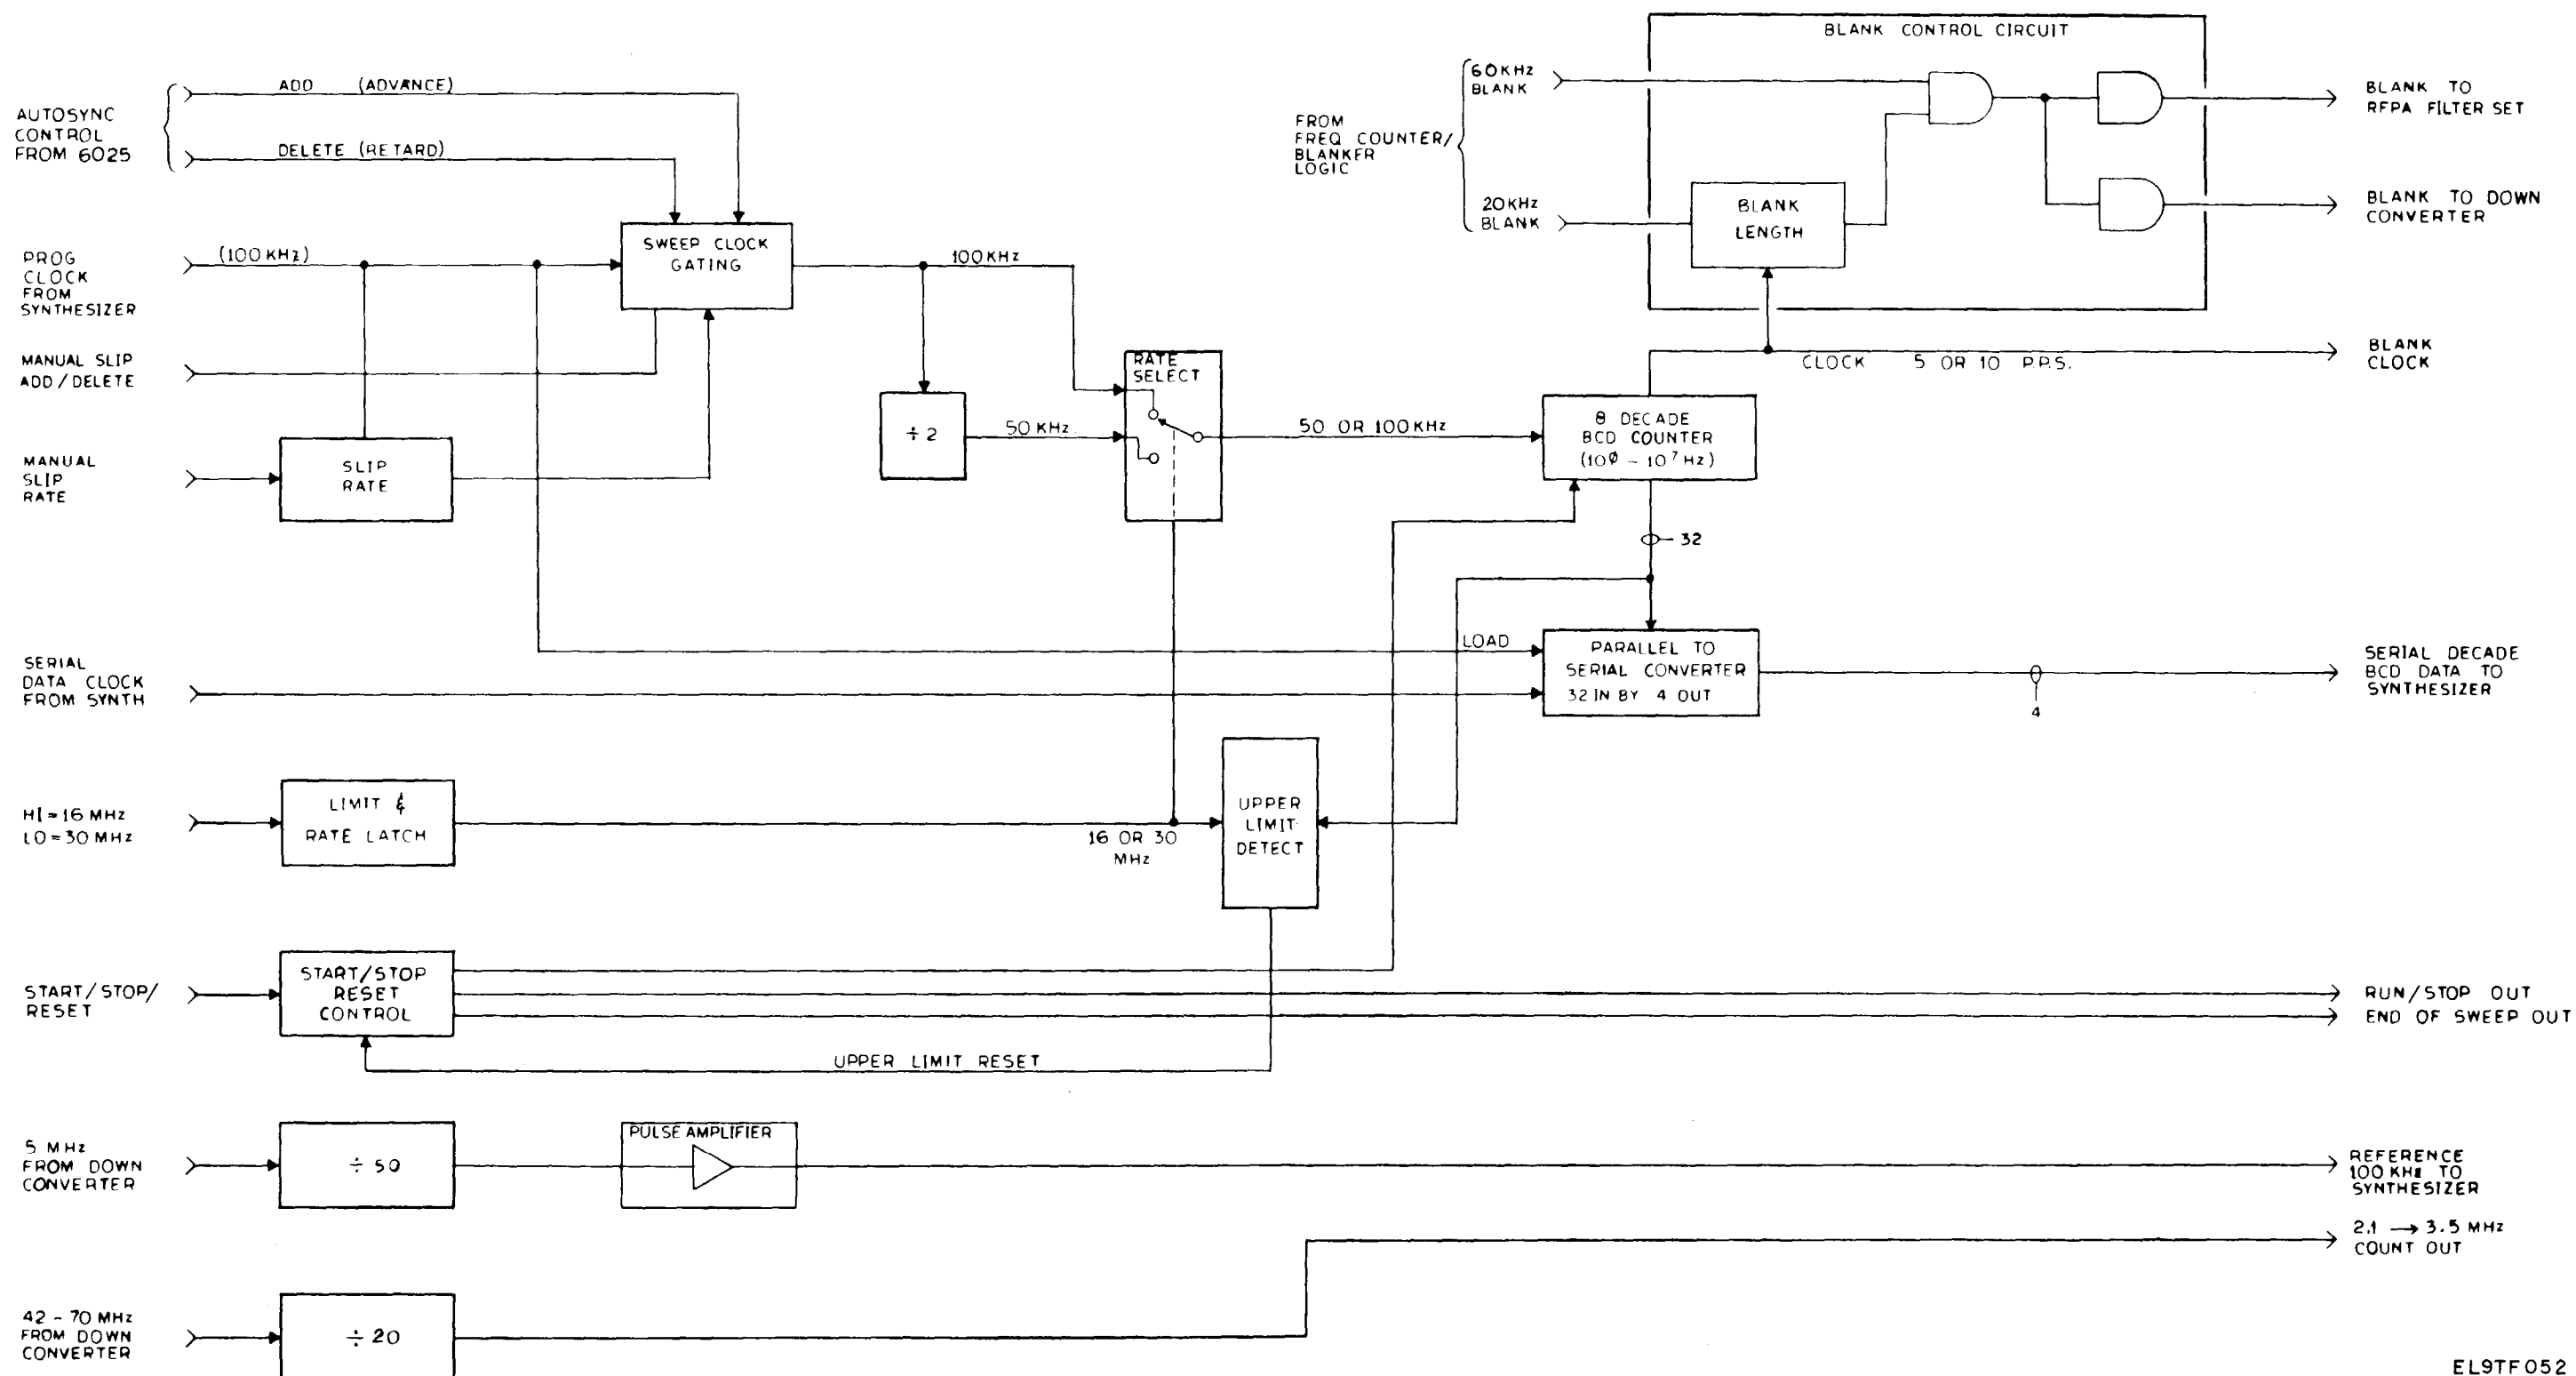 BLANK CONTROL CIRCUIT
AUTOSYNC
CONTROL
FROM 6025
ADD (ADVANCE)
DELETE (RETARD)
FROM
FREQ COUNTER/
BLANKER
LOGIC
60KHz
BLANK
20KHz
BLANK
BLANK
LENGTH
BLANK TO
RFPA FILTER SET
BLANK TO DOWN
CONVERTER
PROG
CLOCK
FROM
SYNTHESIZER
(100 KHz)
SWEEP CLOCK
GATING
100KHz
MANUAL SLIP
ADD/DELETE
RATE
SELECT
CLOCK 5 OR 10 P.P.S.
BLANK
CLOCK
÷ 2
50 KHz
50 OR 100KHz
8 DECADE
BCD COUNTER
(10⁰ - 10⁷ Hz)
MANUAL
SLIP
RATE
SLIP
RATE
32
SERIAL
DATA CLOCK
FROM SYNTH
LOAD
PARALLEL TO
SERIAL CONVERTER
32 IN BY 4 OUT
4
SERIAL DECADE
BCD DATA TO
SYNTHESIZER
HI=16 MHz
LO=30 MHz
LIMIT &
RATE LATCH
16 OR 30
MHz
UPPER
LIMIT
DETECT
START/STOP/
RESET
START/STOP
RESET
CONTROL
RUN/STOP OUT
END OF SWEEP OUT
UPPER LIMIT RESET
5 MHz
FROM DOWN
CONVERTER
÷ 50
PULSE AMPLIFIER
REFERENCE
100 KHz TO
SYNTHESIZER
2.1 → 3.5 MHz
COUNT OUT
42 - 70 MHz
FROM DOWN
CONVERTER
÷ 20
EL9TF052